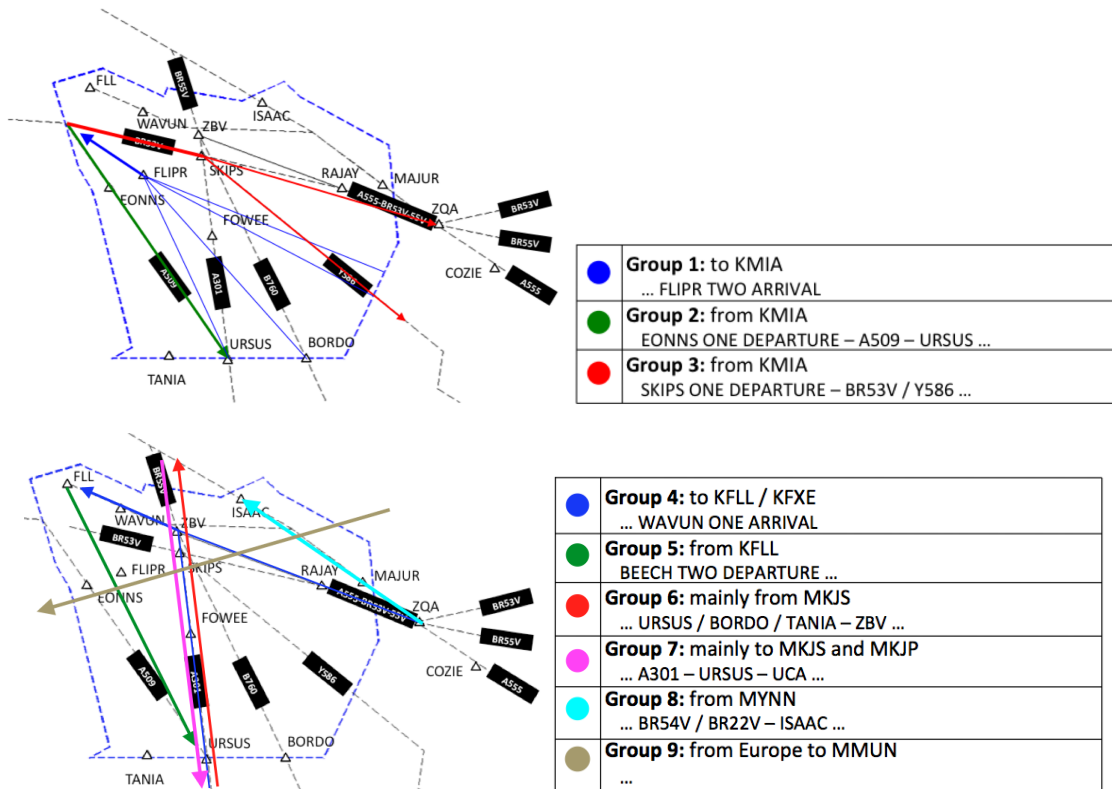 BR55V
FLL
WAVUN
ZBV
ISAAC
BR53V
SKIPS
FLIPR
RAJAY
MAJUR
EONNS
A555-BR53V-55V
ZQA
BR53V
BR55V
FOWEE
COZIE
A555
A509
A301
B760
Y586
URSUS
BORDO
TANIA
Group 1: to KMIA
... FLIPR TWO ARRIVAL
Group 2: from KMIA
EONNS ONE DEPARTURE – A509 – URSUS ...
Group 3: from KMIA
SKIPS ONE DEPARTURE – BR53V / Y586 ...
BR55V
FLL
WAVUN
ZBV
ISAAC
BR53V
SKIPS
FLIPR
RAJAY
MAJUR
EONNS
A555-BR53V-55V
ZQA
BR53V
BR55V
FOWEE
COZIE
A555
A509
A301
B760
Y586
URSUS
BORDO
TANIA
Group 4: to KFLL / KFXE
... WAVUN ONE ARRIVAL
Group 5: from KFLL
BEECH TWO DEPARTURE ...
Group 6: mainly from MKJS
... URSUS / BORDO / TANIA – ZBV ...
Group 7: mainly to MKJS and MKJP
... A301 – URSUS – UCA ...
Group 8: from MYNN
... BR54V / BR22V – ISAAC ...
Group 9: from Europe to MMUN
...